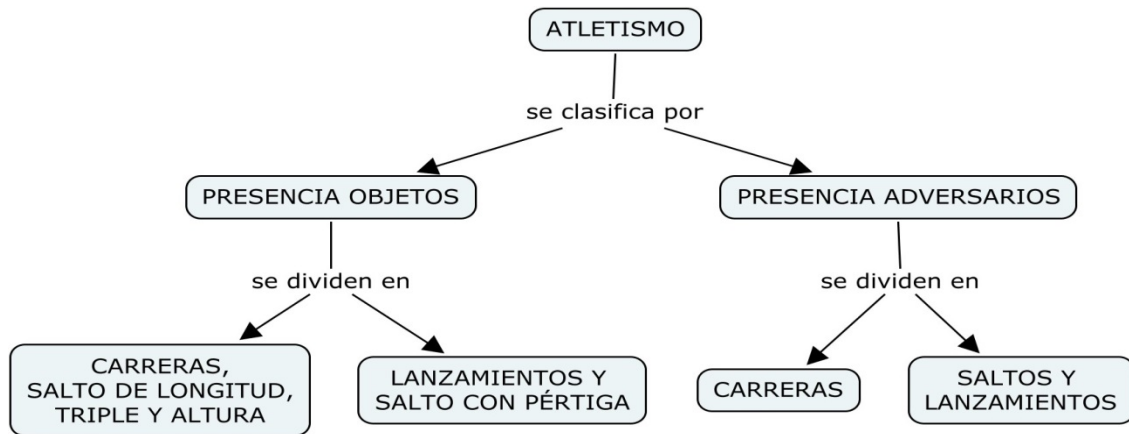 ATLETISMO
se clasifica por
PRESENCIA OBJETOS
PRESENCIA ADVERSARIOS
se dividen en
se dividen en
CARRERAS,
SALTO DE LONGITUD,
TRIPLE Y ALTURA
LANZAMIENTOS Y
SALTO CON PÉRTIGA
CARRERAS
SALTOS Y
LANZAMIENTOS